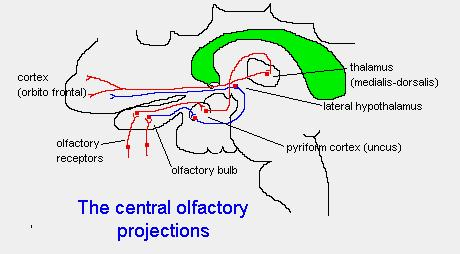 cortex
(orbito frontal)
thalamus
(medialis-dorsalis)
lateral hypothalamus
olfactory
receptors
pyriform cortex (uncus)
olfactory bulb
The central olfactory
projections